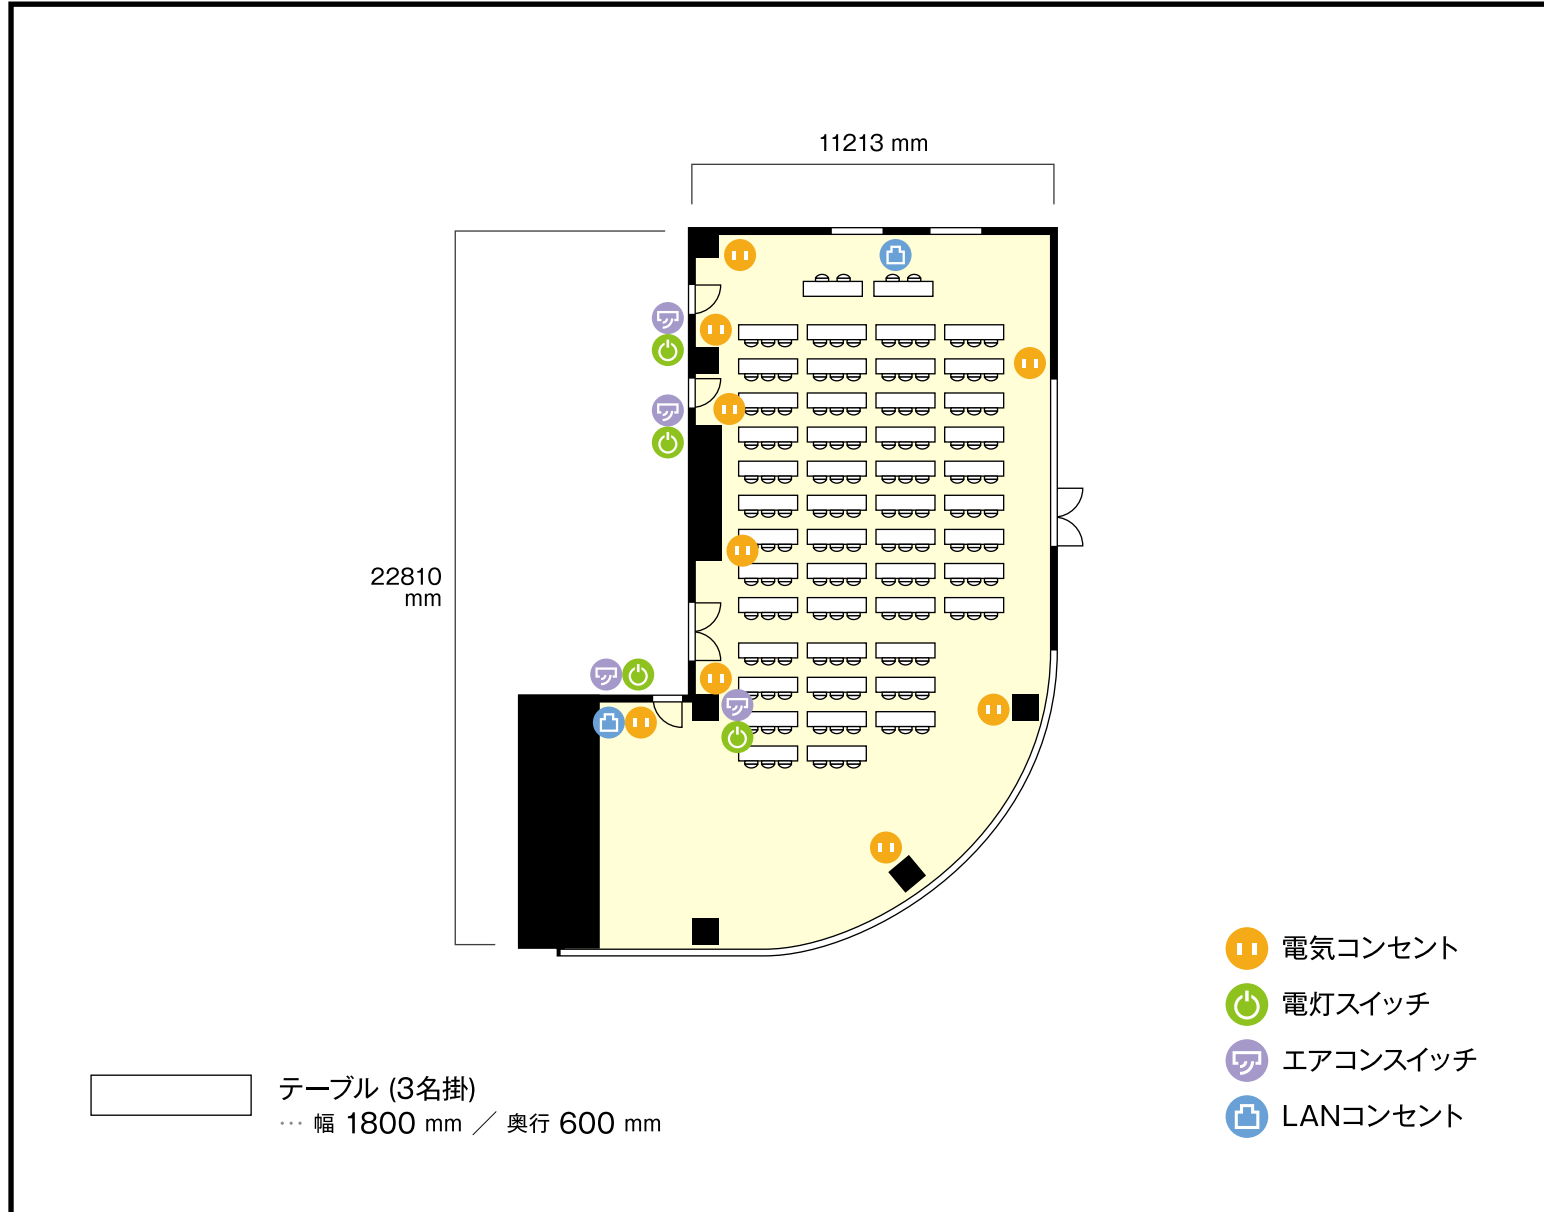 11213 mm
22810
mm
電気コンセント
電灯スイッチ
エアコンスイッチ
LANコンセント
テーブル (3名掛)
… 幅 1800 mm ／ 奥行 600 mm